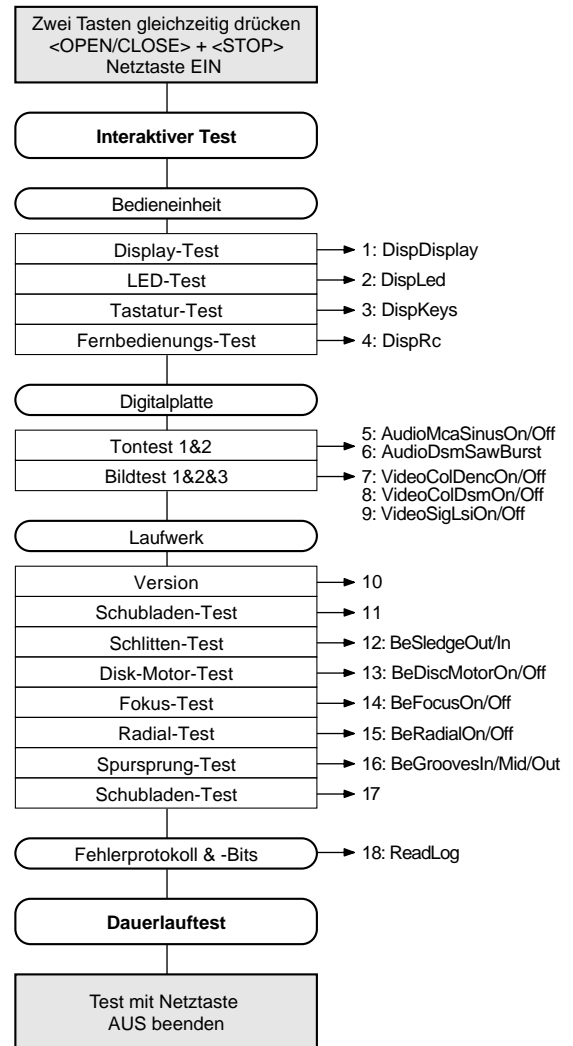 Zwei Tasten gleichzeitig drücken
<OPEN/CLOSE> + <STOP>
Netztaste EIN
Interaktiver Test
Bedieneinheit
Display-Test
1: DispDisplay
LED-Test
2: DispLed
Tastatur-Test
3: DispKeys
Fernbedienungs-Test
4: DispRc
Digitalplatte
Tontest 1&2
5: AudioMcaSinusOn/Off
6: AudioDsmSawBurst
Bildtest 1&2&3
7: VideoColDencOn/Off
8: VideoColDsmOn/Off
9: VideoSigLsiOn/Off
Laufwerk
Version
10
Schubladen-Test
11
Schlitten-Test
12: BeSledgeOut/In
Disk-Motor-Test
13: BeDiscMotorOn/Off
Fokus-Test
14: BeFocusOn/Off
Radial-Test
15: BeRadialOn/Off
Spursprung-Test
16: BeGroovesIn/Mid/Out
Schubladen-Test
17
Fehlerprotokoll & -Bits
18: ReadLog
Dauerlauftest
Test mit Netztaste
AUS beenden